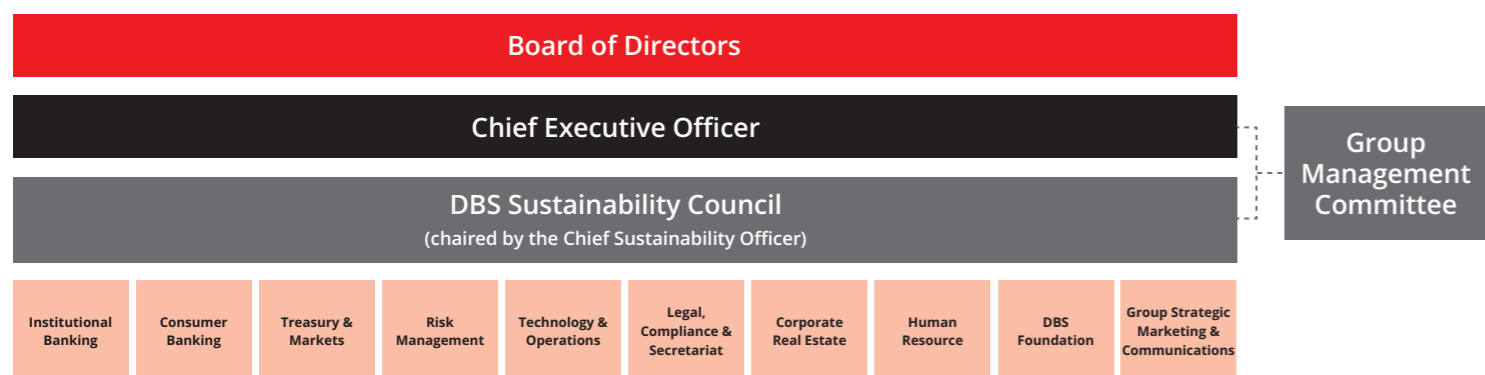 Board of Directors
Chief Executive Officer
DBS Sustainability Council
(chaired by the Chief Sustainability Officer)
Group
Management
Committee
Institutional
Banking
Consumer
Banking
Treasury &
Markets
Risk
Management
Technology &
Operations
Legal,
Compliance &
Secretariat
Corporate
Real Estate
Human
Resource
DBS
Foundation
Group Strategic
Marketing &
Communications